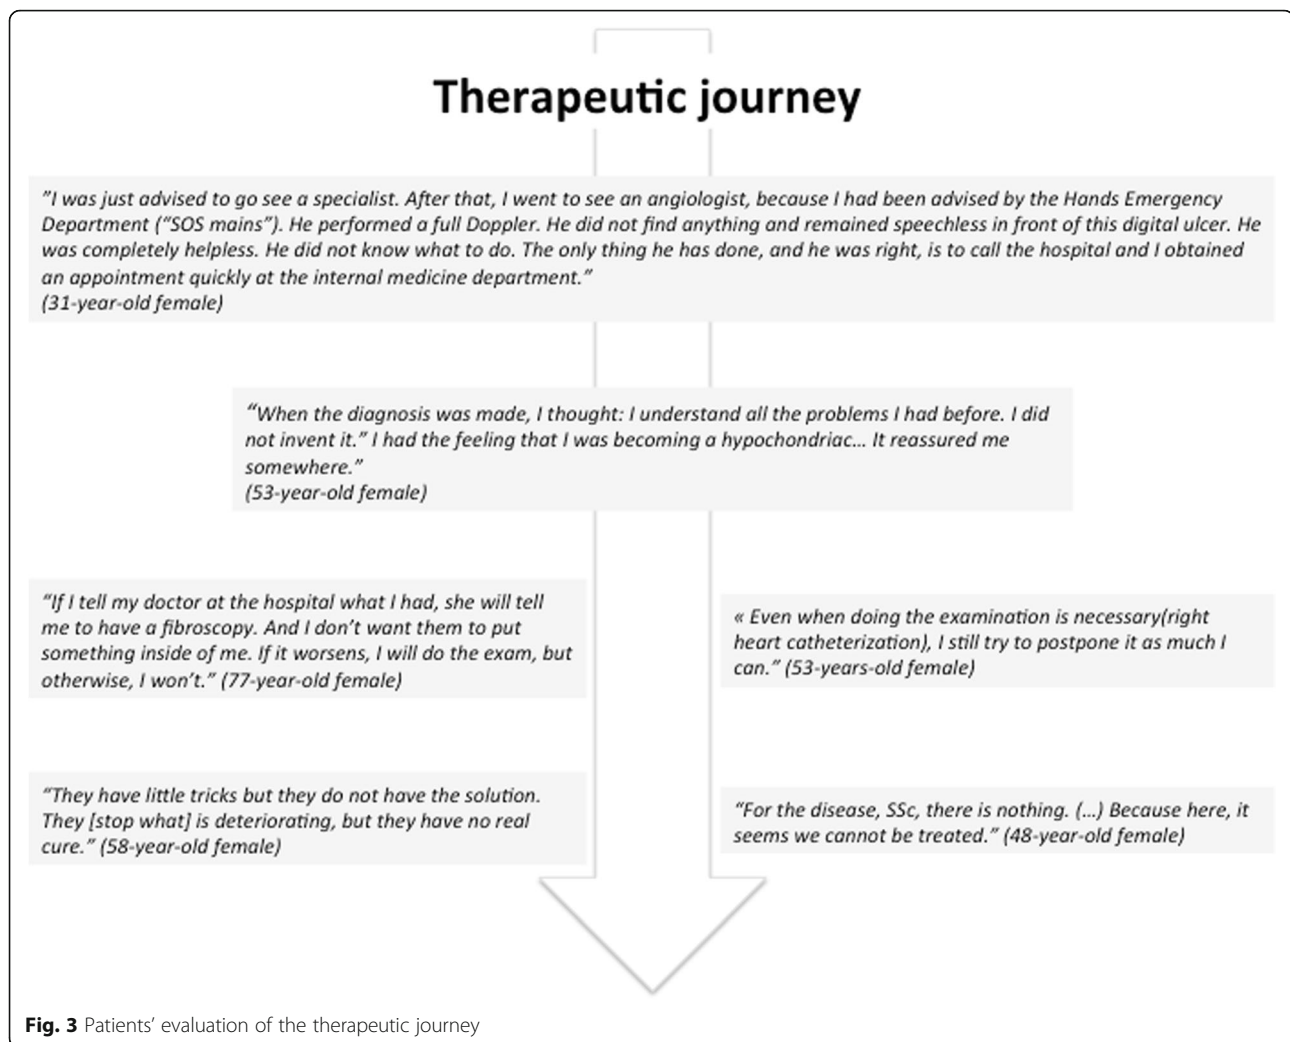 Therapeutic journey
"I was just advised to go see a specialist. After that, I went to see an angiologist, because I had been advised by the Hands Emergency
Department ("SOS mains"). He performed a full Doppler. He did not find anything and remained speechless in front of this digital ulcer. He
was completely helpless. He did not know what to do. The only thing he has done, and he was right, is to call the hospital and I obtained
an appointment quickly at the internal medicine department."
(31-year-old female)
“When the diagnosis was made, I thought: I understand all the problems I had before. I did
not invent it.” I had the feeling that I was becoming a hypochondriac... It reassured me
somewhere.”
(53-year-old female)
“If I tell my doctor at the hospital what I had, she will tell
me to have a fibroscopy. And I don’t want them to put
something inside of me. If it worsens, I will do the exam, but
otherwise, I won’t.” (77-year-old female)
« Even when doing the examination is necessary(right
heart catheterization), I still try to postpone it as much I
can.” (53-years-old female)
“They have little tricks but they do not have the solution.
They [stop what] is deteriorating, but they have no real
cure.” (58-year-old female)
“For the disease, SSc, there is nothing. (...) Because here, it
seems we cannot be treated.” (48-year-old female)
Fig. 3 Patients’ evaluation of the therapeutic journey